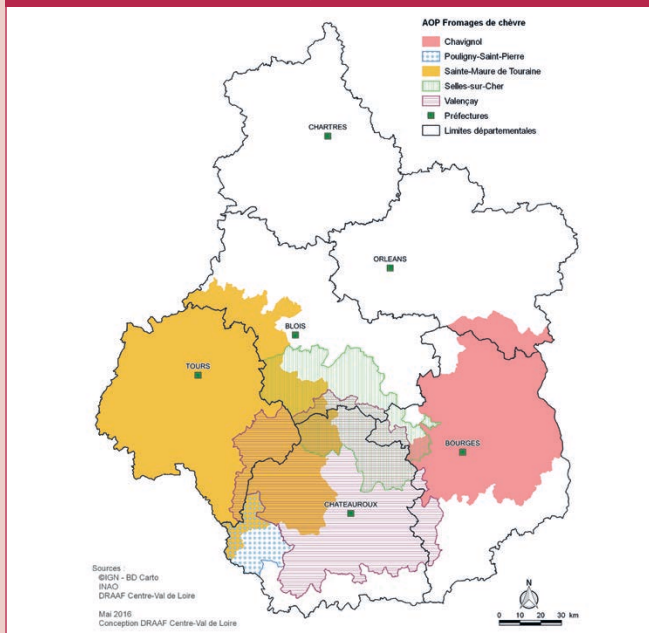 AOP Fromages de chèvre
Chavignol
Pouligny-Saint-Pierre
Sainte-Maure de Touraine
Selles-sur-Cher
Valençay
Préfectures
Limites départementales
CHARTRES
ORLEANS
BLOIS
TOURS
BOURGES
CHATEAUROUX
Sources :
©IGN - BD Carto
INAO
DRAAF Centre-Val de Loire
Mai 2016
Conception DRAAF Centre-Val de Loire
N
0 10 20 30 km